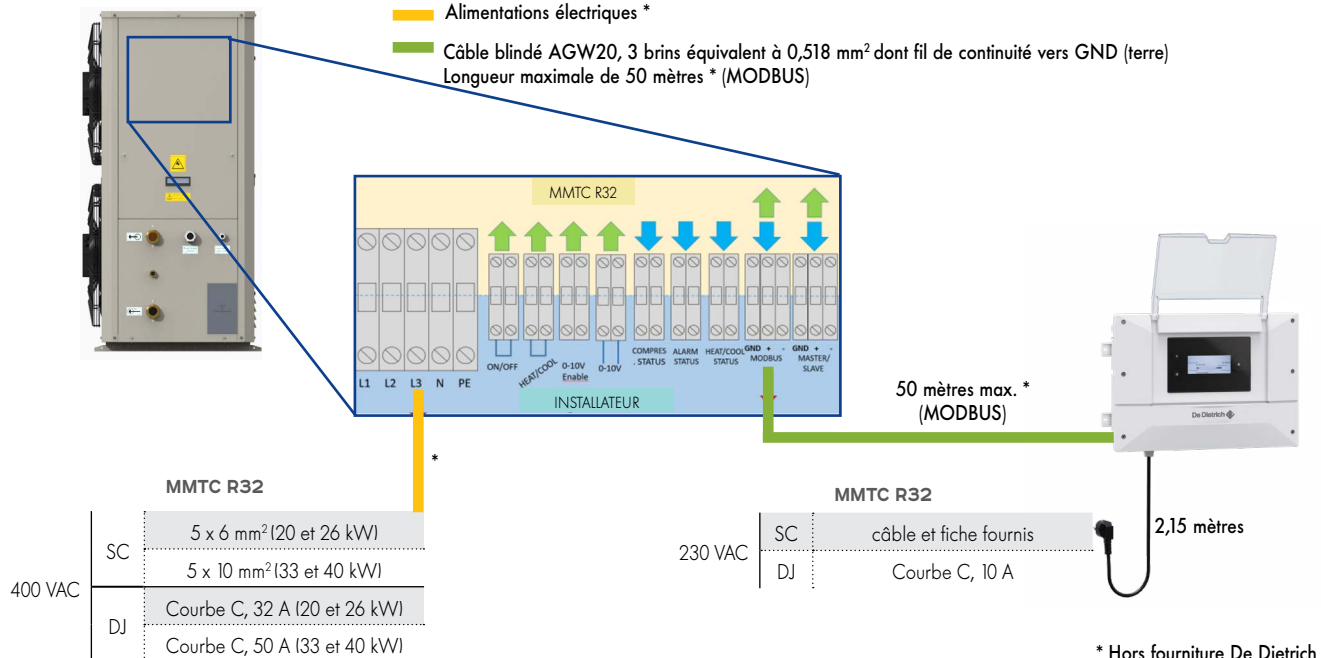 Alimentations électriques *
Câble blindé AGW20, 3 brins équivalent à 0,518 mm² dont fil de continuité vers GND (terre)
Longueur maximale de 50 mètres * (MODBUS)
MMTC R32
ON/OFF
HEAT/COOL
0-10V
Enable
0-10V
COMPRES
. STATUS
ALARM
STATUS
HEAT/COOL
STATUS
GND + -
MODBUS
GND + -
MASTER/
SLAVE
L1 L2 L3 N PE
INSTALLATEUR
50 mètres max. *
(MODBUS)
De Dietrich
*
MMTC R32
400 VAC
SC
5 x 6 mm² (20 et 26 kW)
5 x 10 mm² (33 et 40 kW)
DJ
Courbe C, 32 A (20 et 26 kW)
Courbe C, 50 A (33 et 40 kW)
MMTC R32
230 VAC
SC
câble et fiche fournis
DJ
Courbe C, 10 A
2,15 mètres
* Hors fourniture De Dietrich